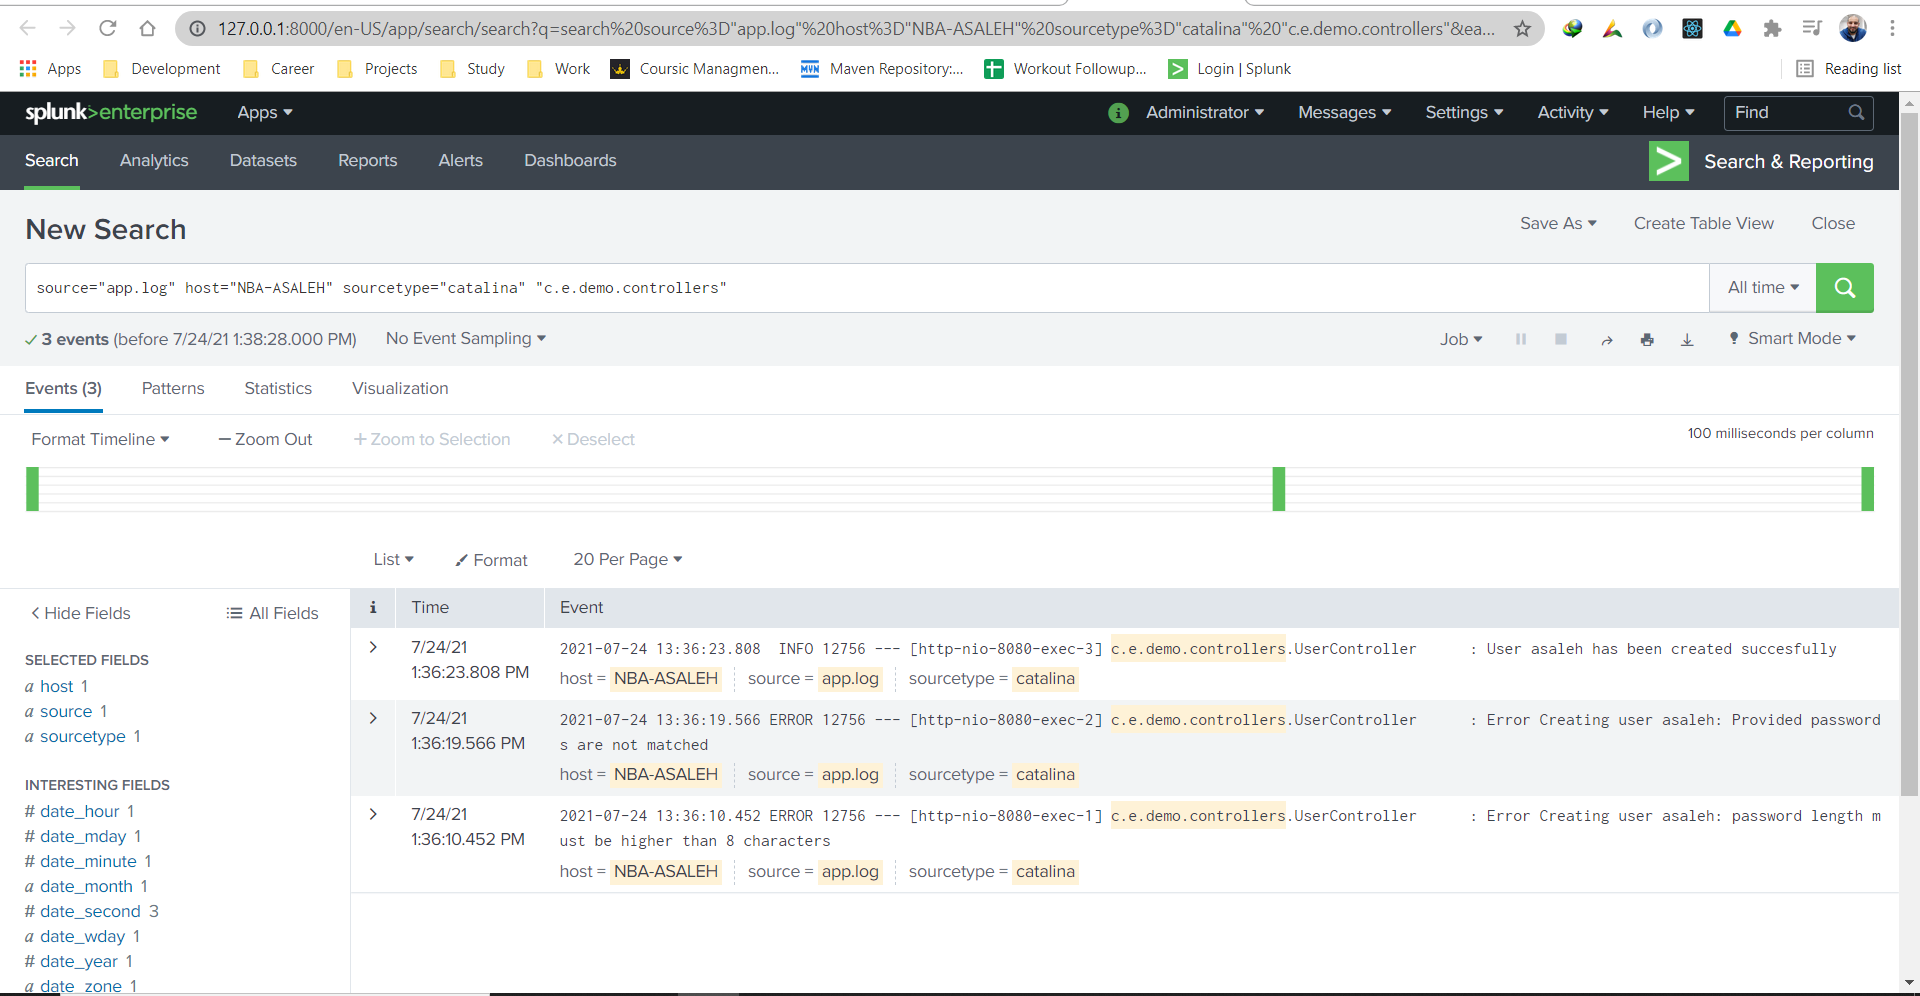 127.0.0.1:8000/en-US/app/search/search?q=search%20source%3D"app.log"%20host%3D"NBA-ASALEH"%20sourcetype%3D"catalina"%20"c.e.demo.controllers"&ea...
Apps Development Career Projects Study Work Coursic Managmen... Maven Repository:... Workout Followup... Login | Splunk Reading list
splunk>enterprise Apps i Administrator Messages Settings Activity Help Find
Search Analytics Datasets Reports Alerts Dashboards > Search & Reporting
New Search Save As Create Table View Close
source="app.log" host="NBA-ASALEH" sourcetype="catalina" "c.e.demo.controllers" All time
3 events (before 7/24/21 1:38:28.000 PM) No Event Sampling Job Smart Mode
Events (3) Patterns Statistics Visualization
Format Timeline — Zoom Out + Zoom to Selection × Deselect 100 milliseconds per column
List Format 20 Per Page
< Hide Fields All Fields i Time Event
SELECTED FIELDS
a host 1
a source 1
a sourcetype 1
INTERESTING FIELDS
# date_hour 1
# date_mday 1
# date_minute 1
a date_month 1
# date_second 3
a date_wday 1
# date_year 1
a date_zone 1
> 7/24/21 2021-07-24 13:36:23.808  INFO 12756 --- [http-nio-8080-exec-3] c.e.demo.controllers.UserController : User asaleh has been created succesfully
1:36:23.808 PM host = NBA-ASALEH source = app.log sourcetype = catalina
> 7/24/21 2021-07-24 13:36:19.566 ERROR 12756 --- [http-nio-8080-exec-2] c.e.demo.controllers.UserController : Error Creating user asaleh: Provided password
1:36:19.566 PM s are not matched
host = NBA-ASALEH source = app.log sourcetype = catalina
> 7/24/21 2021-07-24 13:36:10.452 ERROR 12756 --- [http-nio-8080-exec-1] c.e.demo.controllers.UserController : Error Creating user asaleh: password length m
1:36:10.452 PM ust be higher than 8 characters
host = NBA-ASALEH source = app.log sourcetype = catalina